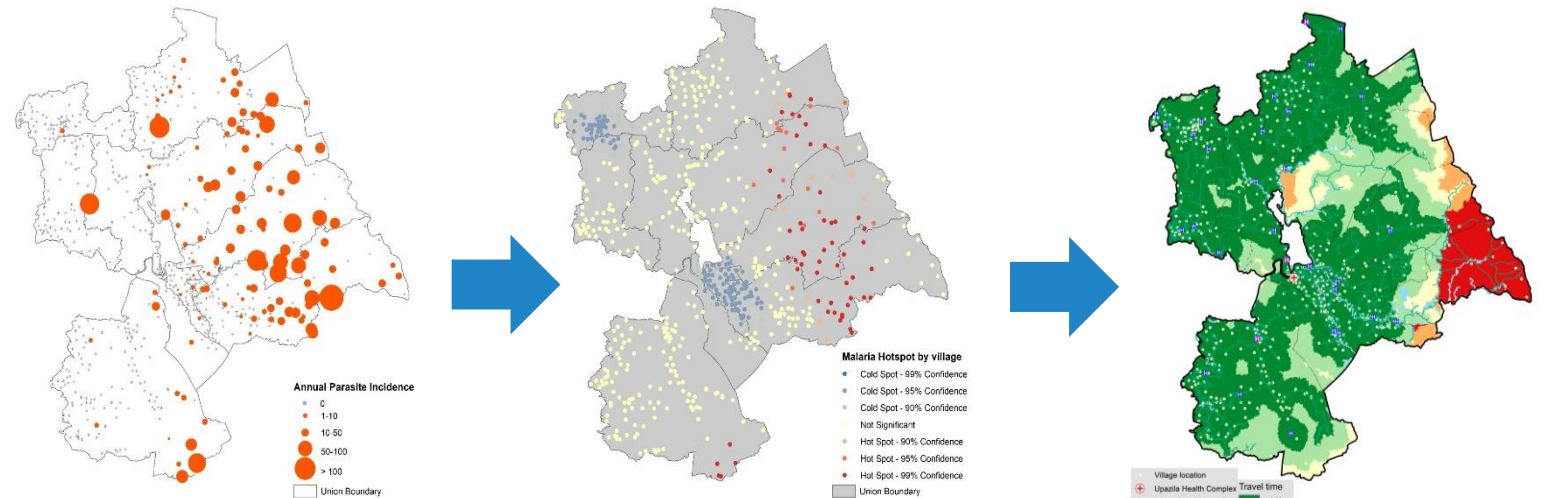 Annual Parasite Incidence
0
1-10
10-50
50-100
> 100
Union Boundary
Malaria Hotspot by village
Cold Spot - 99% Confidence
Cold Spot - 95% Confidence
Cold Spot - 90% Confidence
Not Significant
Hot Spot - 90% Confidence
Hot Spot - 95% Confidence
Hot Spot - 99% Confidence
Union Boundary
Village location
Upazila Health Complex
Travel time